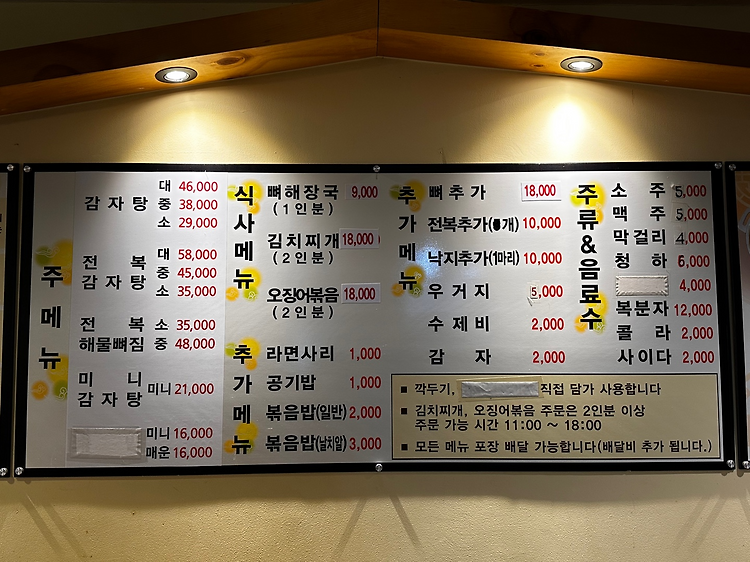 주메뉴
대 46,000
감자탕 중 38,000
소 29,000
대 58,000
전복 감자탕 중 45,000
소 35,000
전복 소 35,000
해물뼈찜 중 48,000
미니 감자탕 미니 21,000
미니 16,000
매운 16,000
식사메뉴
뼈해장국 9,000
(1인분)
김치찌개 18,000
(2인분)
오징어볶음 18,000
(2인분)
추가메뉴
라면사리 1,000
공기밥 1,000
볶음밥(일반) 2,000
볶음밥(날치알) 3,000
추가메뉴
뼈추가 18,000
전복추가(개) 10,000
낙지추가(1마리) 10,000
우거지 5,000
수제비 2,000
감자 2,000
주류&음료수
소주 5,000
맥주 5,000
막걸리 4,000
청하 6,000
4,000
복분자 12,000
콜라 2,000
사이다 2,000
■ 깍두기, 직접 담가 사용합니다
■ 김치찌개, 오징어볶음 주문은 2인분 이상
주문 가능 시간 11:00 ~ 18:00
■ 모든 메뉴 포장 배달 가능합니다(배달비 추가 됩니다.)